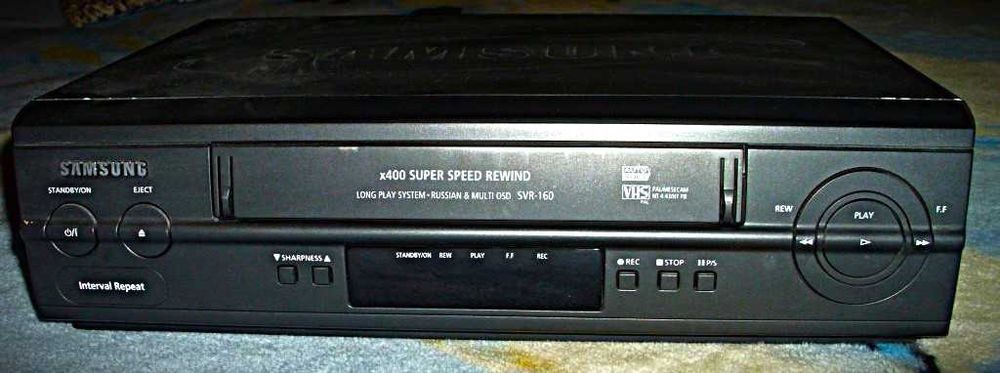 SAMSUNG
STANDBY/ON EJECT
Interval Repeat
x400 SUPER SPEED REWIND
LONG PLAY SYSTEM • RUSSIAN & MULTI OSD SVR-160
VHS
PAL
▼SHARPNESS▲
STANDBY/ON REW PLAY F.F REC
REC STOP P/S
REW PLAY F.F